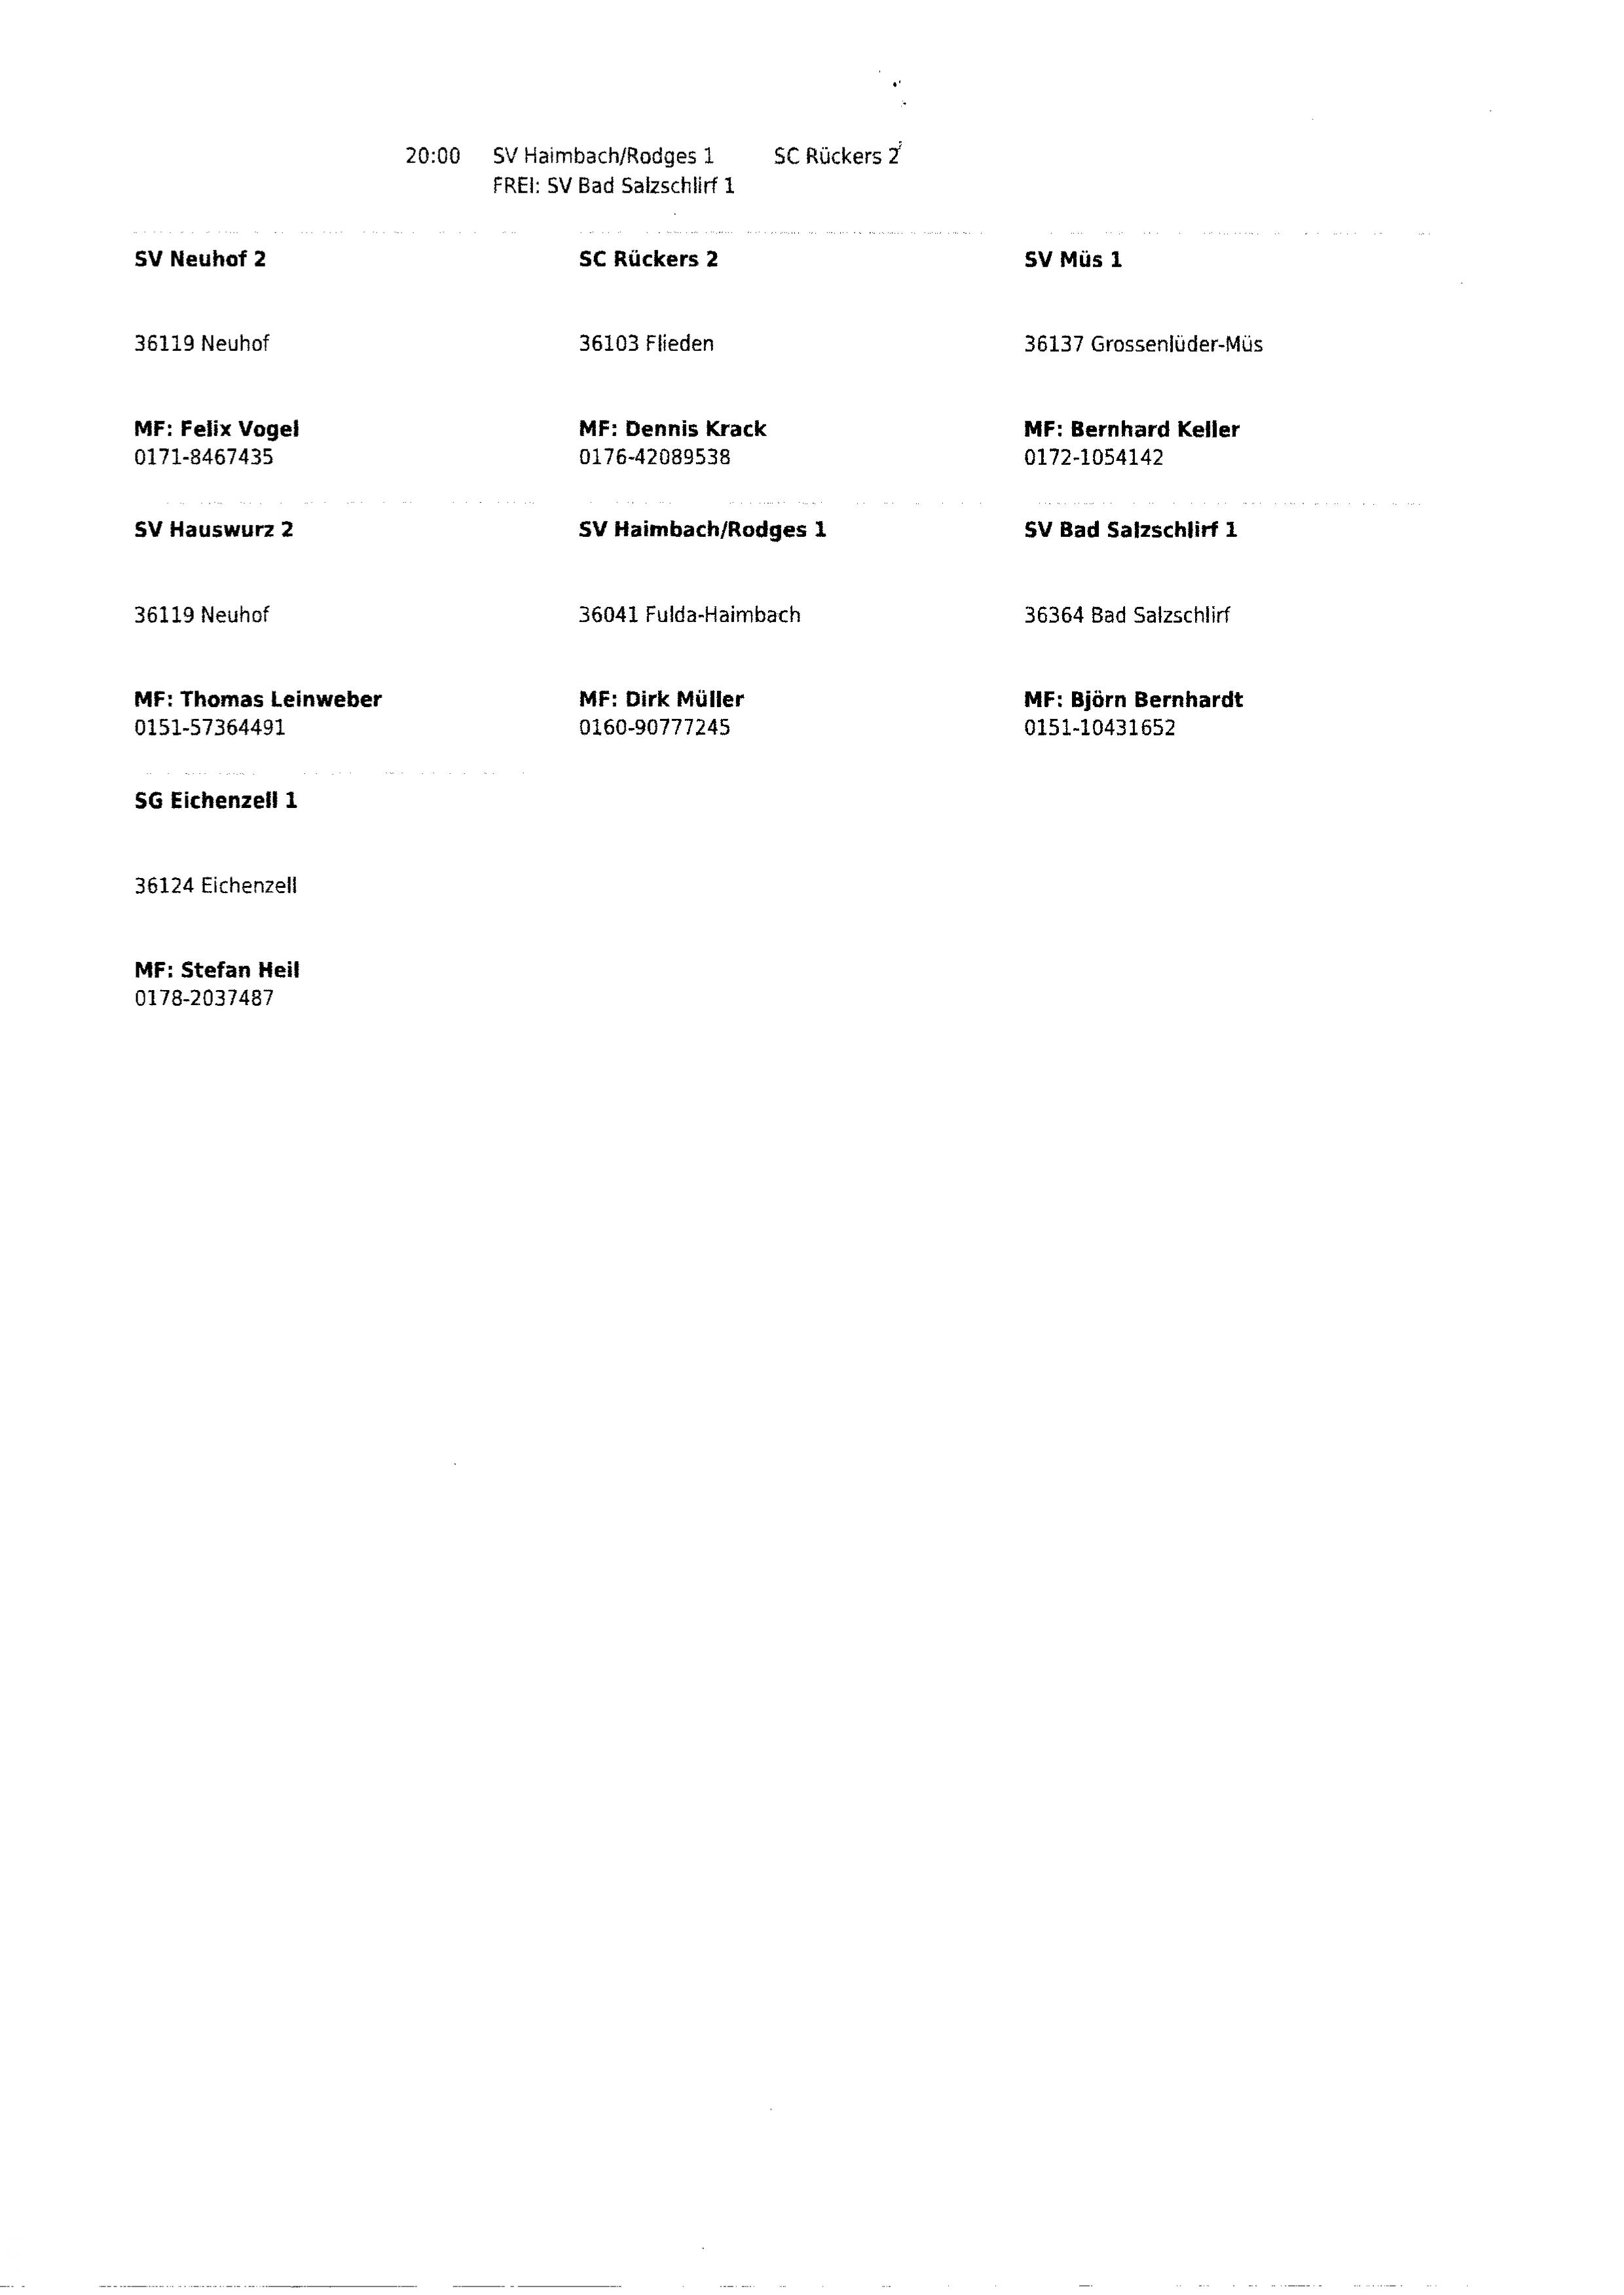 20:00 SV Haimbach/Rodges 1 SC Rückers 2
FREI: SV Bad Salzschlirf 1
SV Neuhof 2
36119 Neuhof
MF: Felix Vogel
0171-8467435
SC Rückers 2
36103 Flieden
MF: Dennis Krack
0176-42089538
SV Müs 1
36137 Grossenlüder-Müs
MF: Bernhard Keller
0172-1054142
SV Hauswurz 2
36119 Neuhof
MF: Thomas Leinweber
0151-57364491
SV Haimbach/Rodges 1
36041 Fulda-Haimbach
MF: Dirk Müller
0160-90777245
SV Bad Salzschlirf 1
36364 Bad Salzschlirf
MF: Björn Bernhardt
0151-10431652
SG Eichenzell 1
36124 Eichenzell
MF: Stefan Heil
0178-2037487